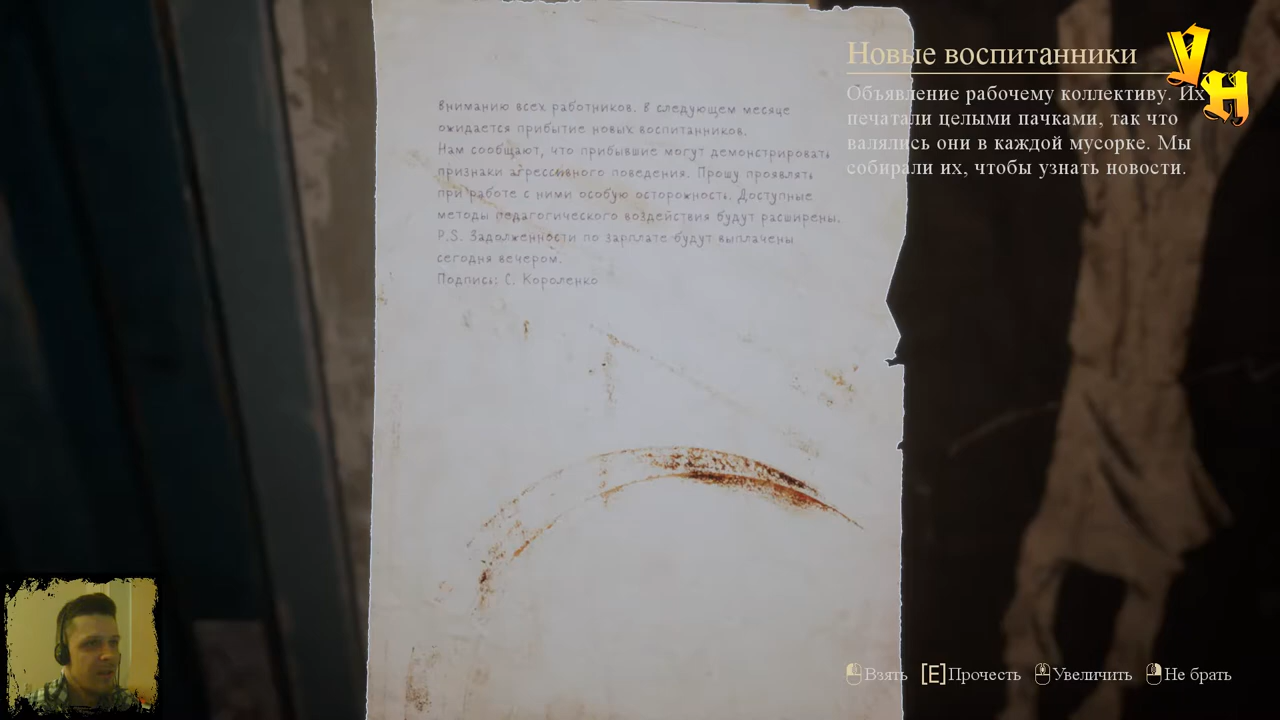 Вниманию всех работников. В следующем месяце
ожидается прибытие новых воспитанников.
Нам сообщают, что прибывшие могут демонстрировать
признаки агрессивного поведения. Прошу проявлять
при работе с ними особую осторожность. Доступные
методы педагогического воздействия будут расширены.
P.S. Задолженности по зарплате будут выплачены
сегодня вечером.
Подпись: С. Короленко
Новые воспитанники
Объявление рабочему коллективу. Их
печатали целыми пачками, так что
валялись они в каждой мусорке. Мы
собирали их, чтобы узнать новости.
УН
Взять [E] Прочесть Увеличить Не брать